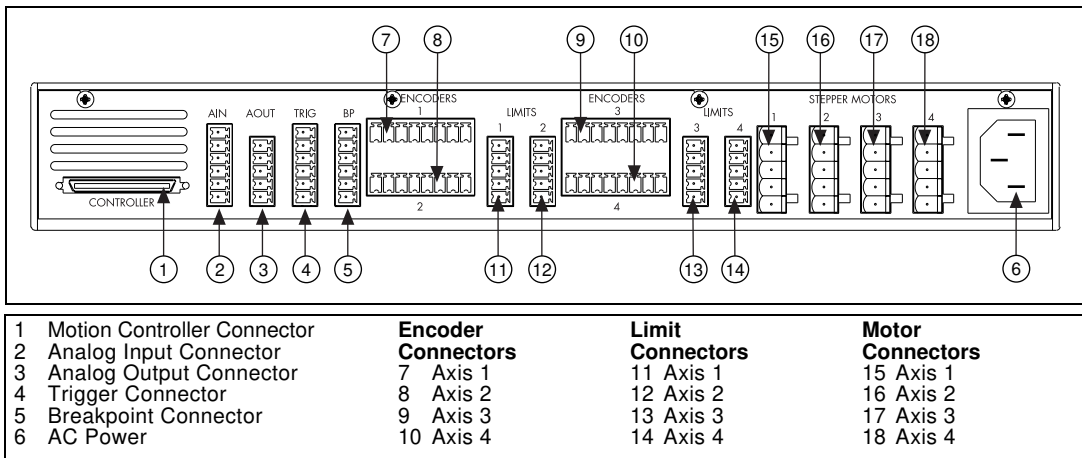 7 8 9 10 15 16 17 18
ENCODERS ENCODERS STEPPER MOTORS
AIN AOUT TRIG BP 1 LIMITS 3 LIMITS 1 2 3 4
1 2 3 4
CONTROLLER 2 4
1 2 3 4 5 11 12 13 14 6
1 Motion Controller Connector
2 Analog Input Connector
3 Analog Output Connector
4 Trigger Connector
5 Breakpoint Connector
6 AC Power
Encoder
Connectors
7 Axis 1
8 Axis 2
9 Axis 3
10 Axis 4
Limit
Connectors
11 Axis 1
12 Axis 2
13 Axis 3
14 Axis 4
Motor
Connectors
15 Axis 1
16 Axis 2
17 Axis 3
18 Axis 4